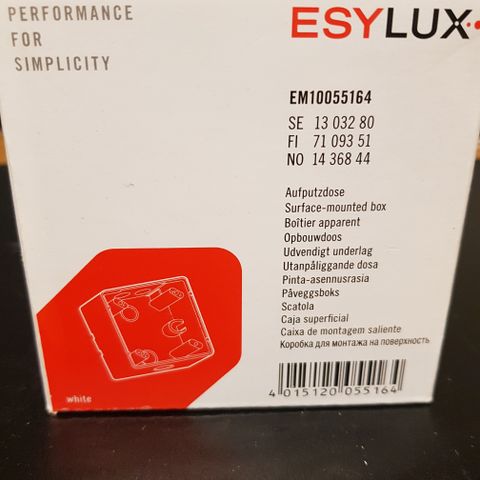 PERFORMANCE
FOR
SIMPLICITY
ESYLUX
EM10055164
SE 13 032 80
FI 71 093 51
NO 14 368 44
Aufputzdose
Surface-mounted box
Boîtier apparent
Opbouwdoos
Udvendigt underlag
Utanpåliggande dosa
Pinta-asennusrasia
Påveggsboks
Scatola
Caja superficial
Caixa de montagem saliente
Коробка для монтажа на поверхность
white
4 015120 055164